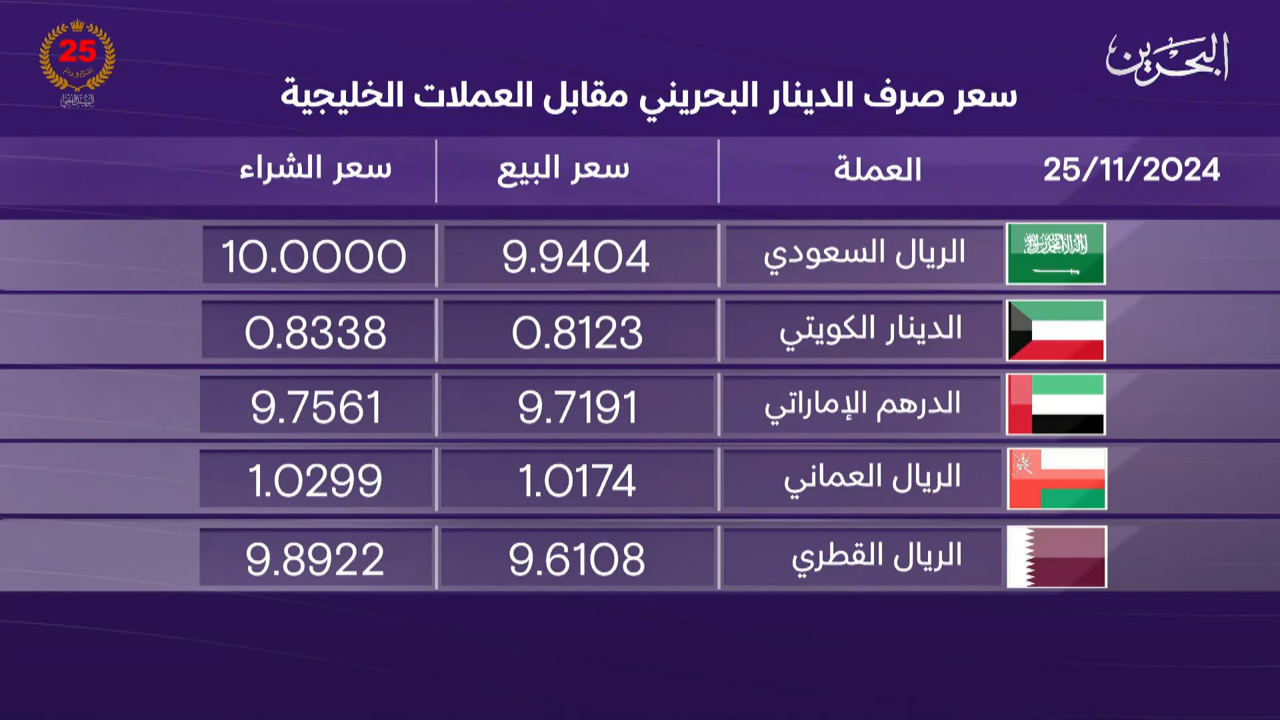 البحرين
25
سعر صرف الدينار البحريني مقابل العملات الخليجية
25/11/2024 العملة سعر البيع سعر الشراء
الريال السعودي 9.9404 10.0000
الدينار الكويتي 0.8123 0.8338
الدرهم الإماراتي 9.7191 9.7561
الريال العماني 1.0174 1.0299
الريال القطري 9.6108 9.8922